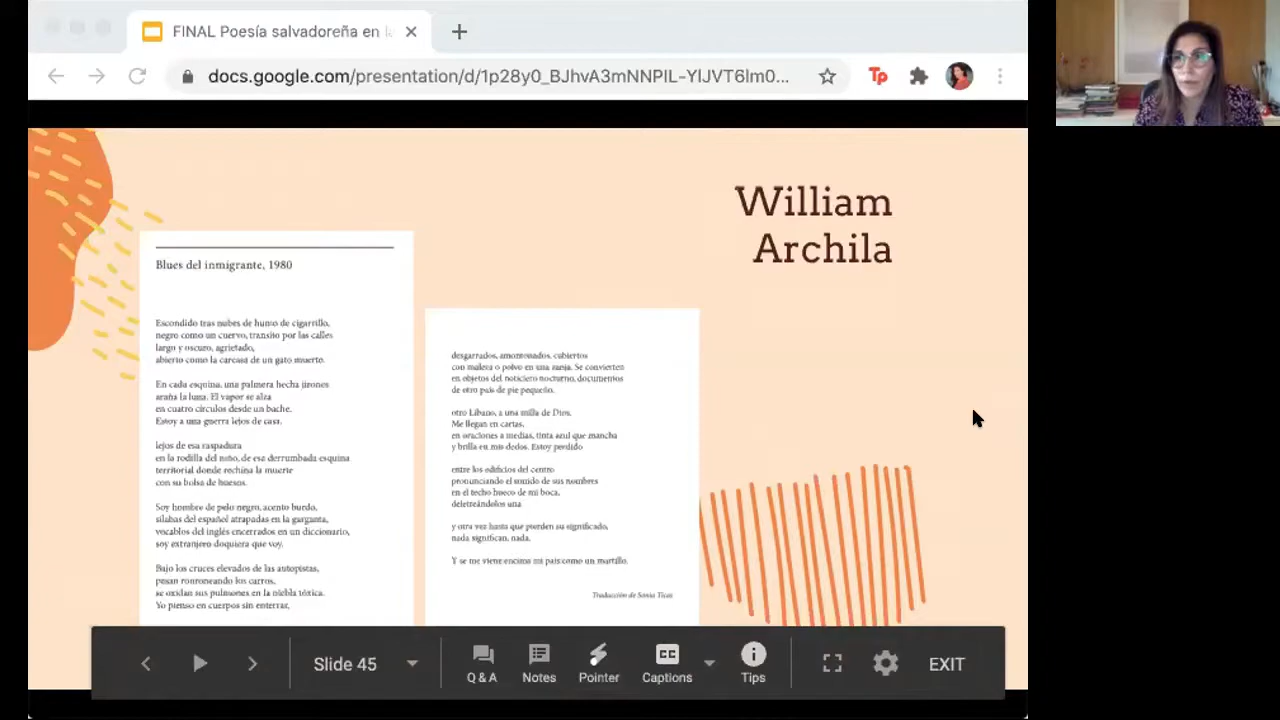 FINAL Poesía salvadoreña en la
docs.google.com/presentation/d/1p28y0_BJhvA3mNNPIL-YlJVT6lm0...
Tp
William
Archila
Blues del inmigrante, 1980
Escondido tras nubes de humo de cigarrillo,
negro como un cuervo, transito por las calles
largo y oscuro, agrietado,
abierto como la carcasa de un gato muerto.
En cada esquina, una palmera hecha jirones
araña la luna. El vapor se alza
en cuatro círculos desde un bache.
Estoy a una guerra lejos de casa.
lejos de esa raspadura
en la rodilla del niño, de esa derrumbada esquina
territorial donde rechina la muerte
con su bolsa de huesos.
Soy hombre de pelo negro, acento burdo,
sílabas del español atrapadas en la garganta,
vocablos del inglés encerrados en un diccionario,
soy extranjero doquiera que voy.
Bajo los cruces elevados de las autopistas,
pasan ronroneando los carros,
se oxidan sus pulmones en la niebla tóxica.
Yo pienso en cuerpos sin enterrar,
desgarrados, amontonados, cubiertos
con maleza o polvo en una zanja. Se convierten
en objetos del noticiero nocturno, documentos
de otro país de pie pequeño.
otro Líbano, a una milla de Dios.
Me llegan en cartas,
en oraciones a medias, tinta azul que mancha
y brilla en mis dedos. Estoy perdido
entre los edificios del centro
pronunciando el sonido de sus nombres
en el techo hueco de mi boca,
deletreándolos una
y otra vez hasta que pierden su significado,
nada significan, nada.
Y se me viene encima mi país como un martillo.
Traducción de Sonia Ticas
Slide 45
Q & A
Notes
Pointer
CC
Captions
Tips
EXIT